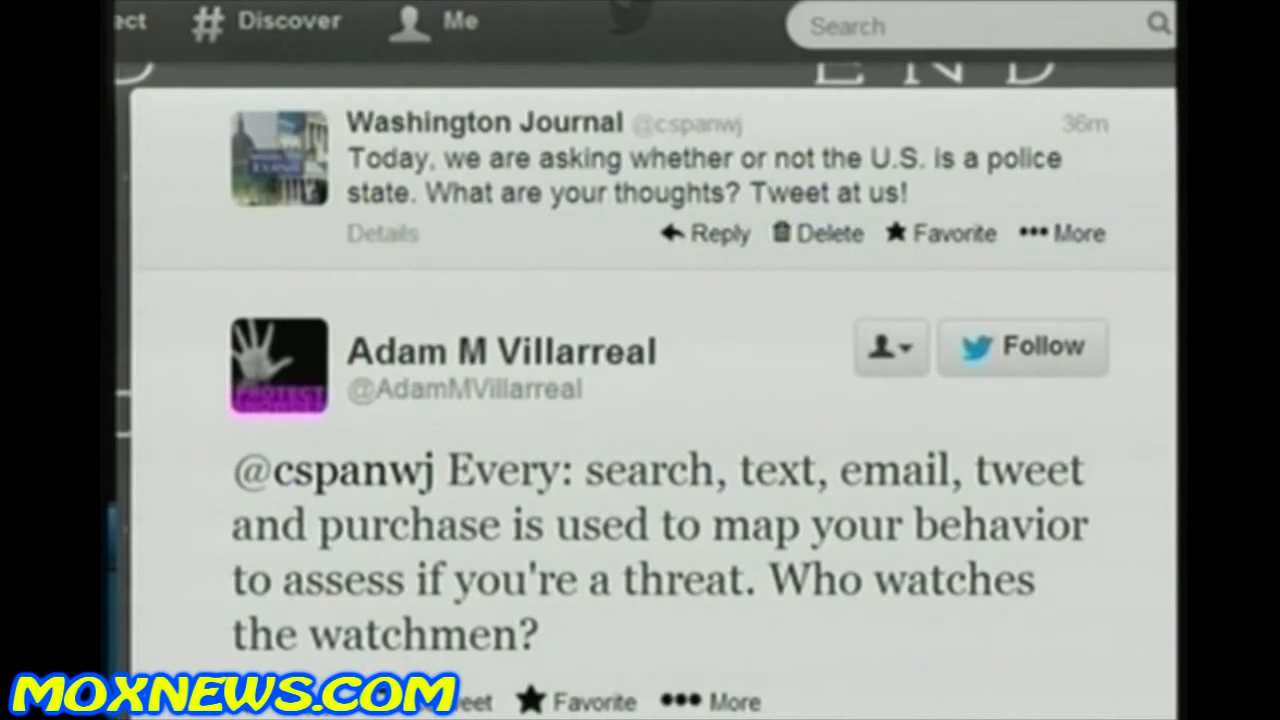 # Discover Me Search
E N D
Washington Journal @cspanwj 36m
Today, we are asking whether or not the U.S. is a police
state. What are your thoughts? Tweet at us!
Details Reply Delete Favorite More
Adam M Villarreal Follow
@AdamMVillarreal
PROTECT
@cspanwj Every: search, text, email, tweet
and purchase is used to map your behavior
to assess if you're a threat. Who watches
the watchmen?
MOXNEWS.COM Favorite More